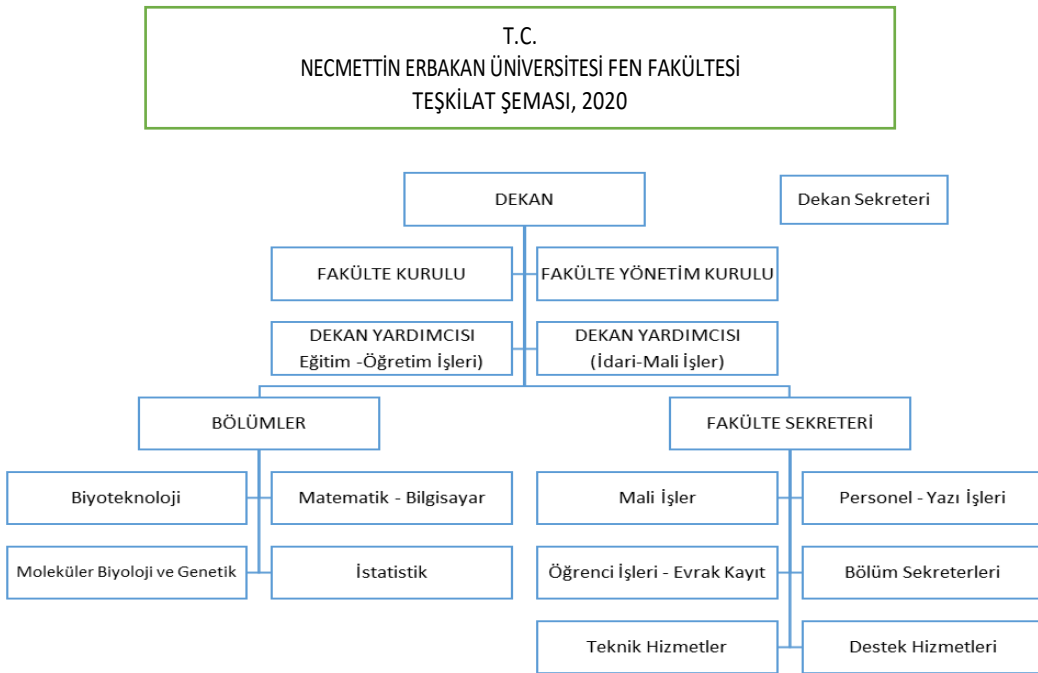 T.C.
NECMETTİN ERBAKAN ÜNİVERSİTESİ FEN FAKÜLTESİ
TEŞKİLAT ŞEMASI, 2020
DEKAN
Dekan Sekreteri
FAKÜLTE KURULU
FAKÜLTE YÖNETİM KURULU
DEKAN YARDIMCISI
Eğitim -Öğretim İşleri)
DEKAN YARDIMCISI
(İdari-Mali İşler)
BÖLÜMLER
FAKÜLTE SEKRETERİ
Biyoteknoloji
Matematik - Bilgisayar
Mali İşler
Personel - Yazı İşleri
Moleküler Biyoloji ve Genetik
İstatistik
Öğrenci İşleri - Evrak Kayıt
Bölüm Sekreterleri
Teknik Hizmetler
Destek Hizmetleri